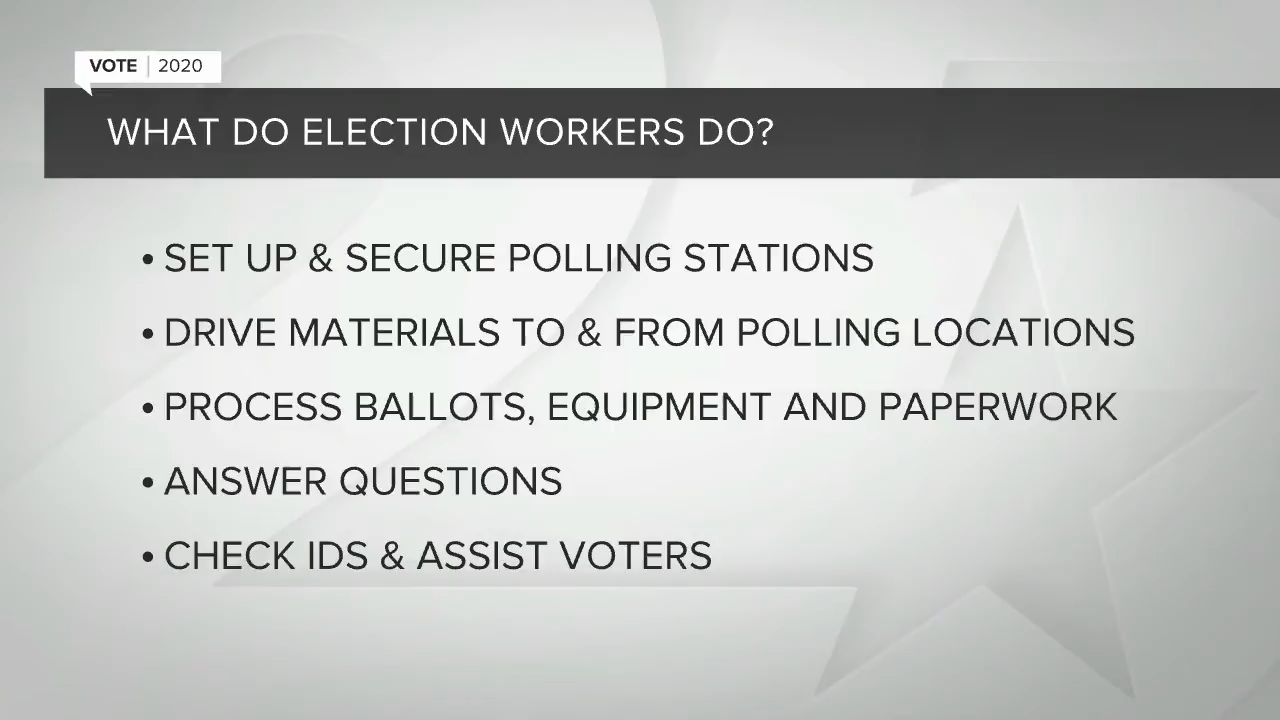 VOTE | 2020
WHAT DO ELECTION WORKERS DO?
• SET UP & SECURE POLLING STATIONS
• DRIVE MATERIALS TO & FROM POLLING LOCATIONS
• PROCESS BALLOTS, EQUIPMENT AND PAPERWORK
• ANSWER QUESTIONS
• CHECK IDS & ASSIST VOTERS